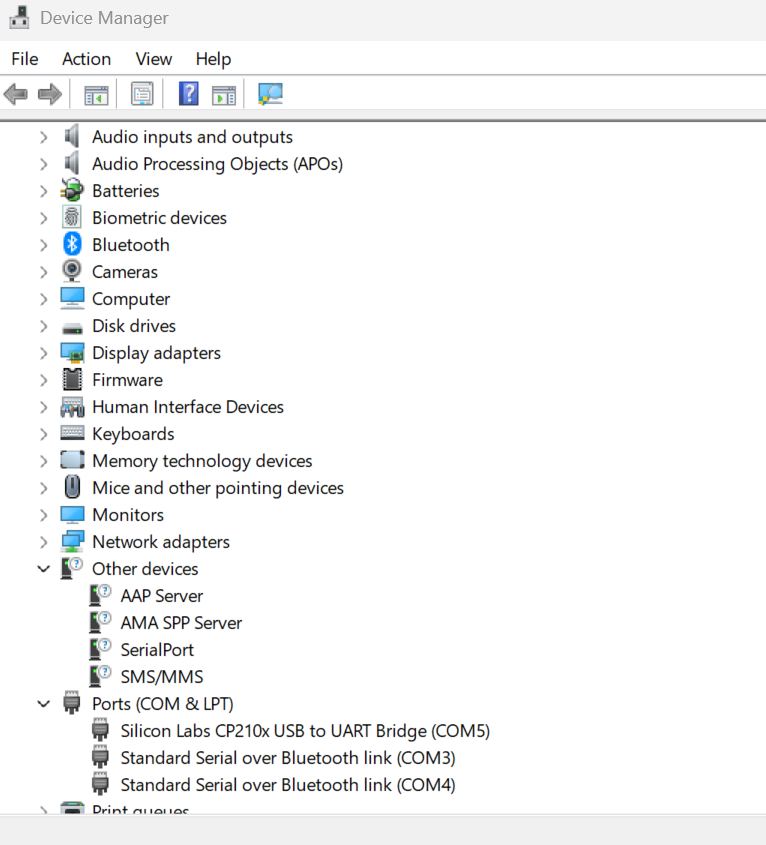 Device Manager
File Action View Help
Audio inputs and outputs
Audio Processing Objects (APOs)
Batteries
Biometric devices
Bluetooth
Cameras
Computer
Disk drives
Display adapters
Firmware
Human Interface Devices
Keyboards
Memory technology devices
Mice and other pointing devices
Monitors
Network adapters
Other devices
AAP Server
AMA SPP Server
SerialPort
SMS/MMS
Ports (COM & LPT)
Silicon Labs CP210x USB to UART Bridge (COM5)
Standard Serial over Bluetooth link (COM3)
Standard Serial over Bluetooth link (COM4)
Print queues